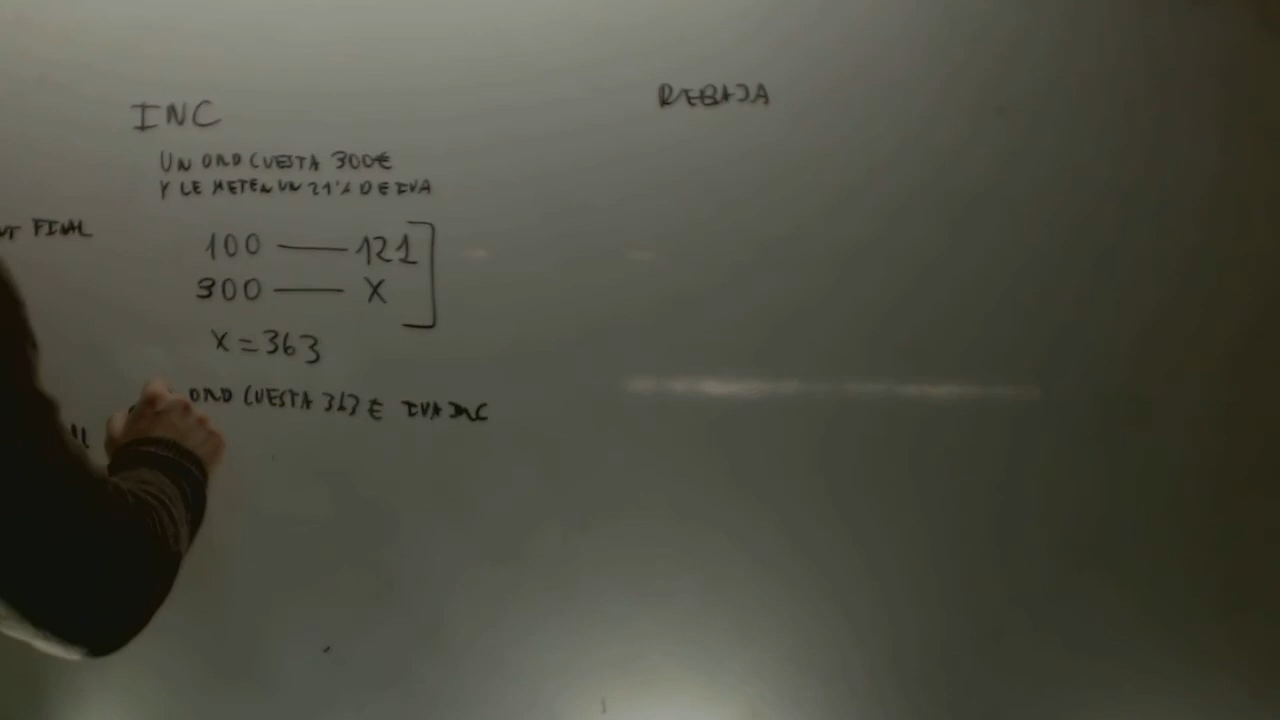 INC
UN ORD CUESTA 300€
Y LE METEN UN 21% DE IVA
FINAL
100 — 121
300 — X
X = 363
ORD CUESTA 363 € IVA INC
REBAJA